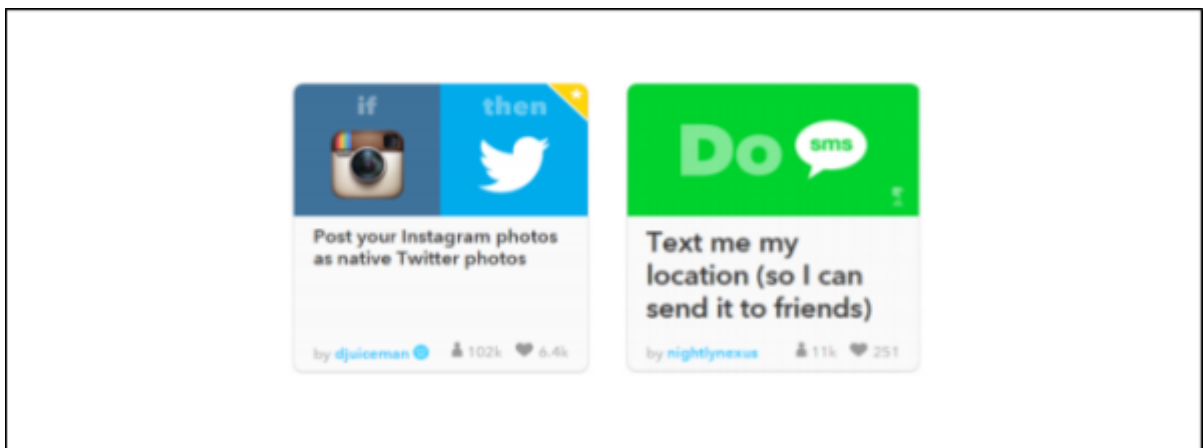 if then
Post your Instagram photos
as native Twitter photos
by djuiceman 102k 6.4k
Do sms
Text me my
location (so I can
send it to friends)
by nightlynexus 11k 251